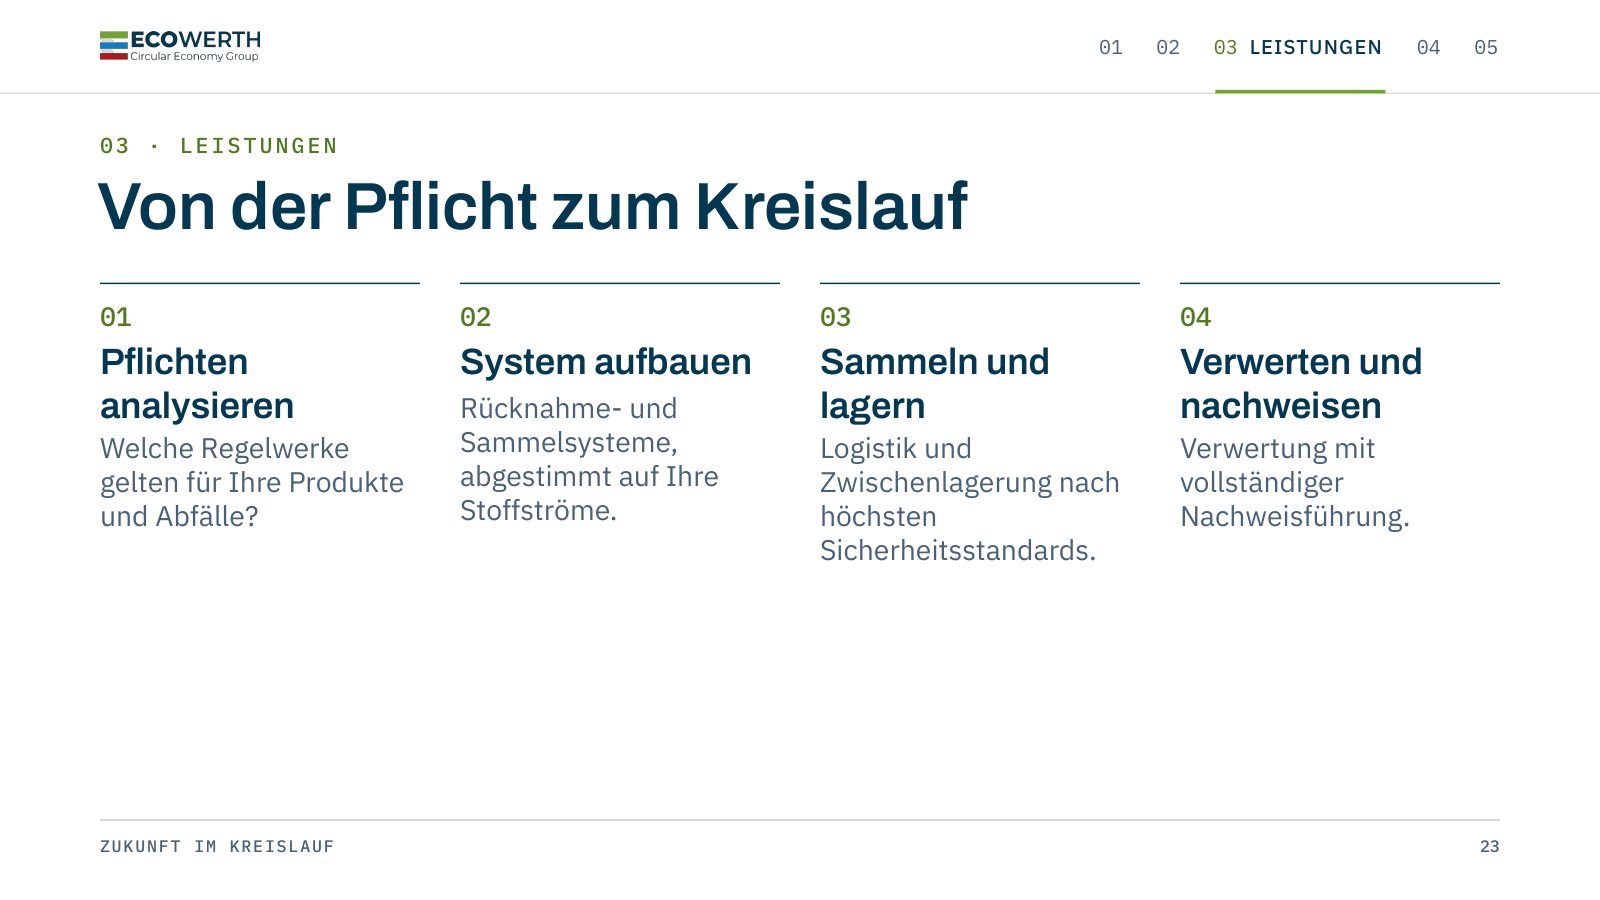 ECOWERTH
Circular Economy Group
01 02 03 LEISTUNGEN 04 05
03 · LEISTUNGEN
Von der Pflicht zum Kreislauf
01
Pflichten
analysieren
Welche Regelwerke
gelten für Ihre Produkte
und Abfälle?
02
System aufbauen
Rücknahme- und
Sammelsysteme,
abgestimmt auf Ihre
Stoffströme.
03
Sammeln und
lagern
Logistik und
Zwischenlagerung nach
höchsten
Sicherheitsstandards.
04
Verwerten und
nachweisen
Verwertung mit
vollständiger
Nachweisführung.
ZUKUNFT IM KREISLAUF
23